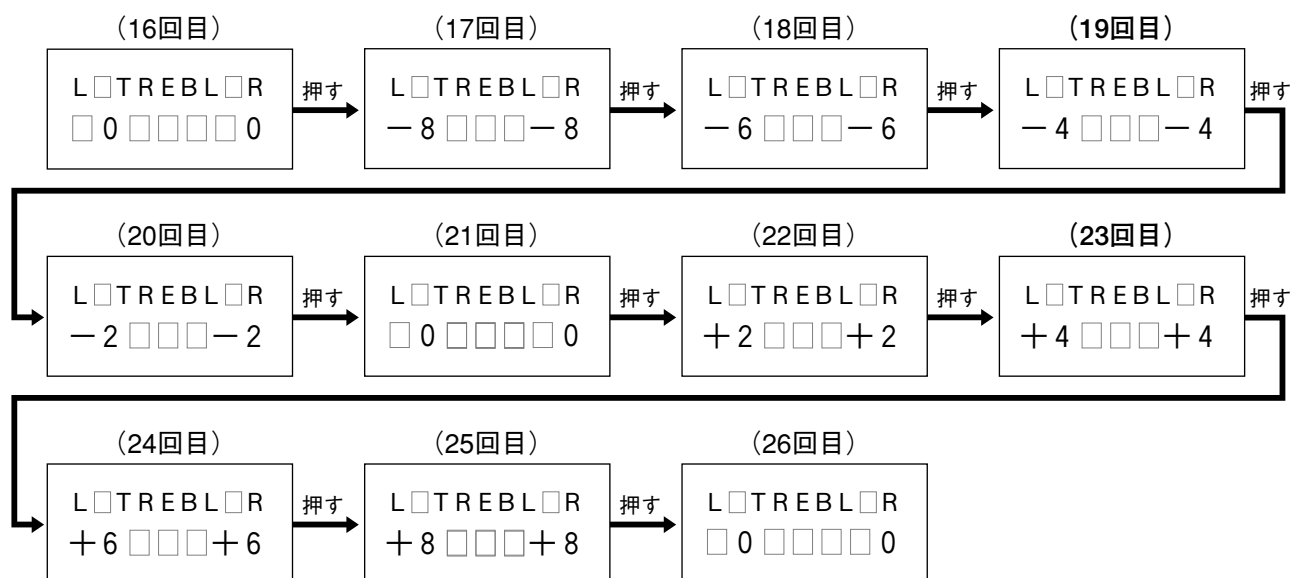 （16回目） （17回目） （18回目） （19回目）
L□TREBL□R 押す L□TREBL□R 押す L□TREBL□R 押す L□TREBL□R 押す
□0□□□□0 －8□□□－8 －6□□□－6 －4□□□－4
（20回目） （21回目） （22回目） （23回目）
L□TREBL□R 押す L□TREBL□R 押す L□TREBL□R 押す L□TREBL□R 押す
－2□□□－2 □0□□□□0 ＋2□□□＋2 ＋4□□□＋4
（24回目） （25回目） （26回目）
L□TREBL□R 押す L□TREBL□R 押す L□TREBL□R
＋6□□□＋6 ＋8□□□＋8 □0□□□□0